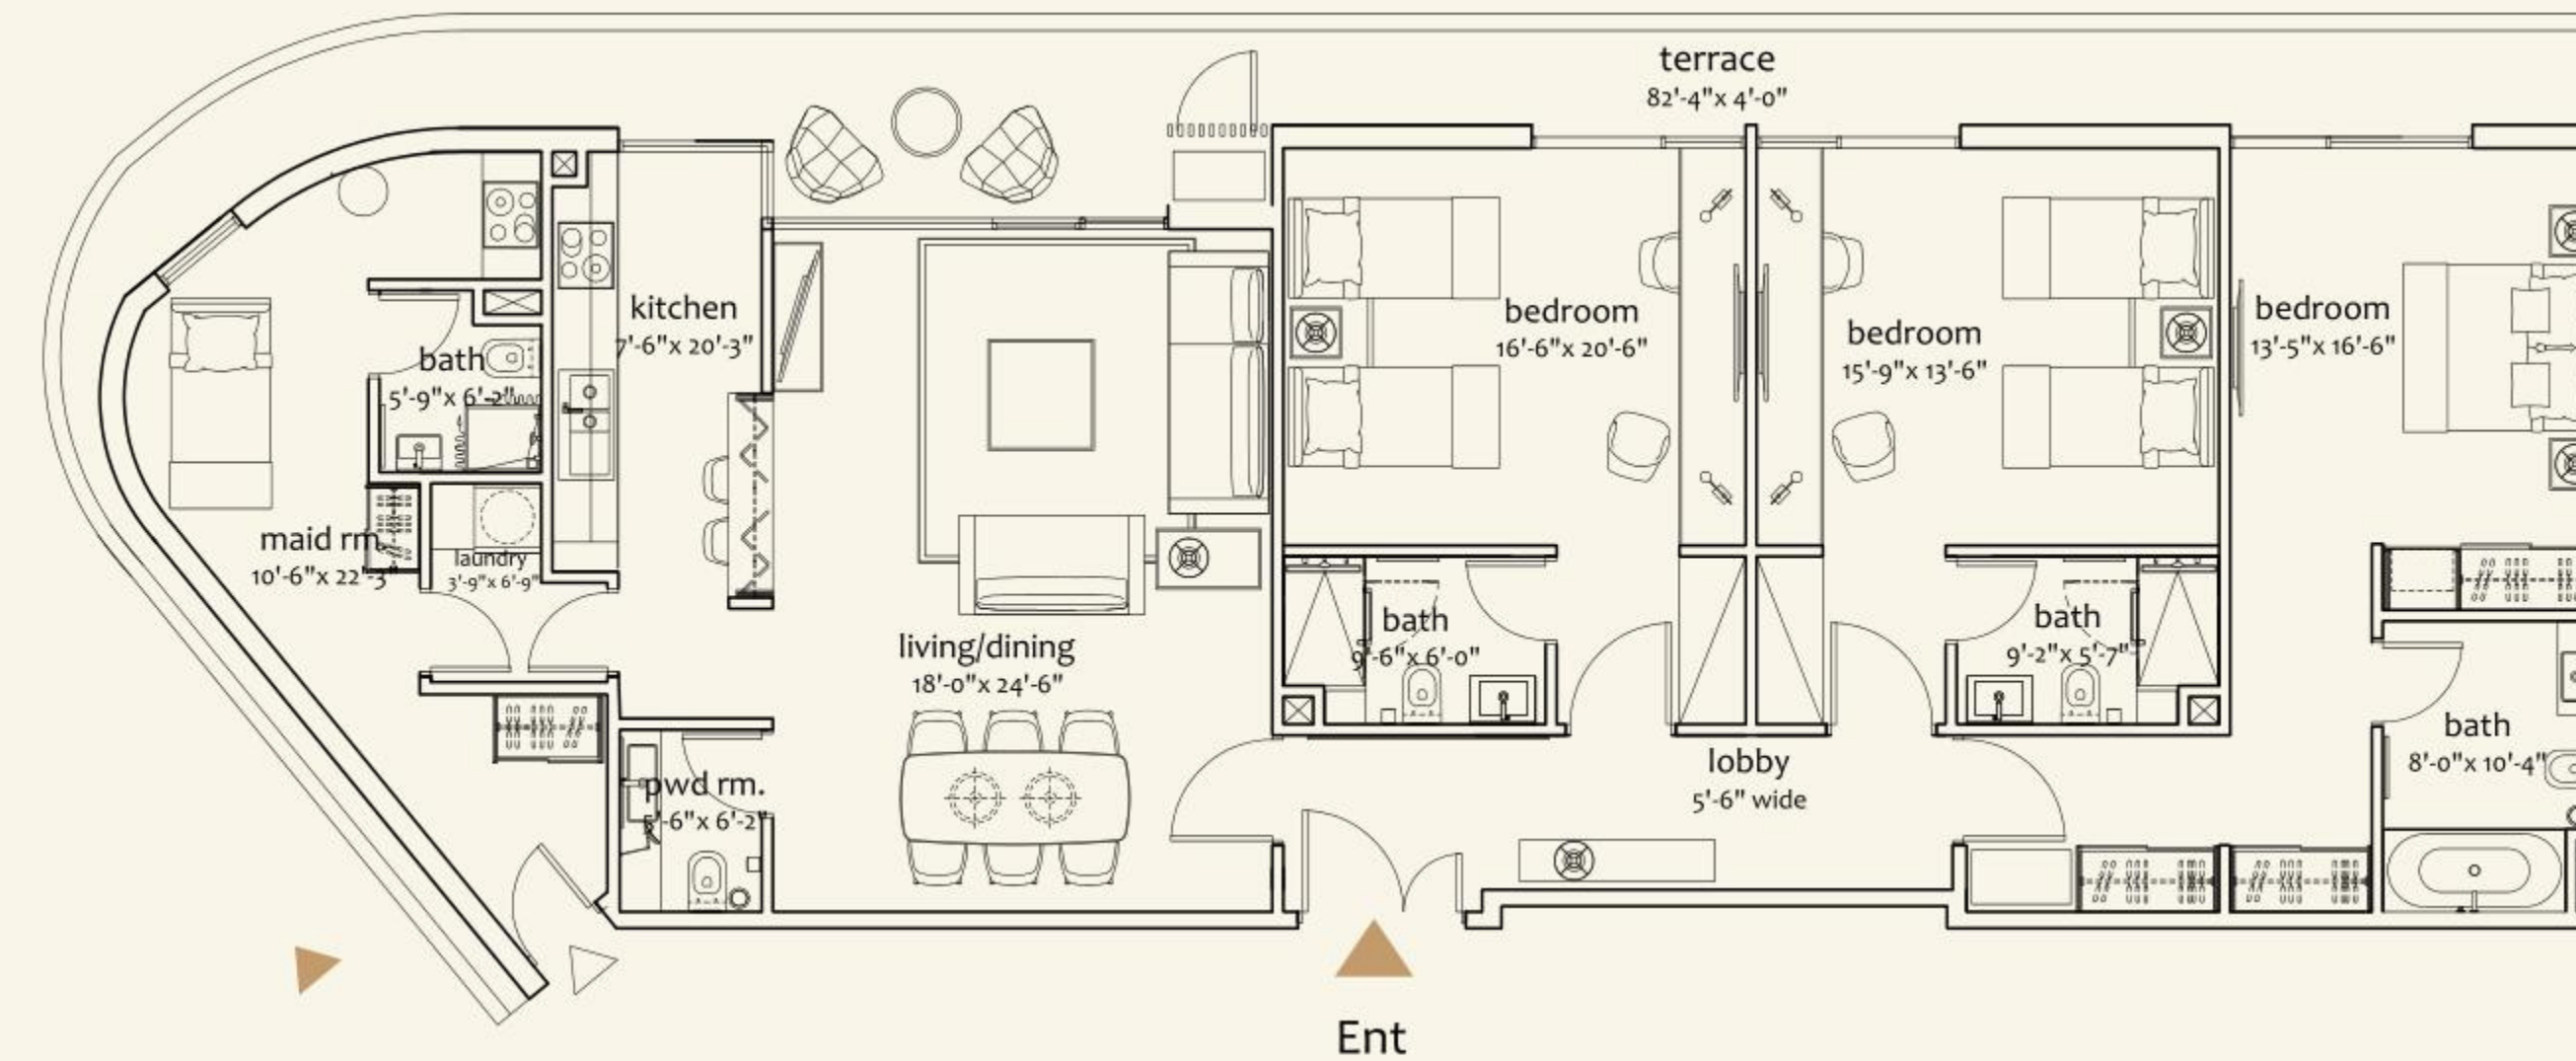 terrace
82'-4"x 4'-0"
kitchen
7'-6"x 20'-3"
bedroom
16'-6"x 20'-6"
bedroom
15'-9"x 13'-6"
bedroom
13'-5"x 16'-6"
bath
5'-9"x 6'-2"
maid rm.
10'-6"x 22'-3"
laundry
3'-9"x 6'-9"
living/dining
18'-0"x 24'-6"
bath
9'-6"x 6'-0"
bath
9'-2"x 5'-7"
bath
8'-0"x 10'-4"
pwd rm.
-6"x 6'-2"
lobby
5'-6" wide
Ent